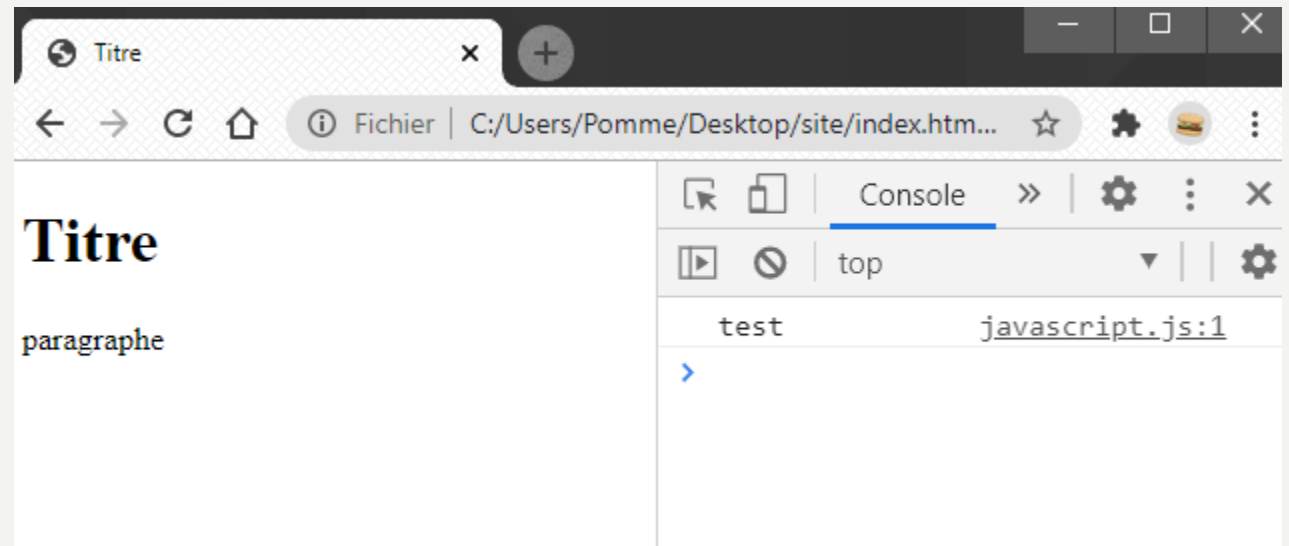 Titre
Fichier C:/Users/Pomme/Desktop/site/index.htm...
Console
top
Titre
paragraphe
test javascript.js:1